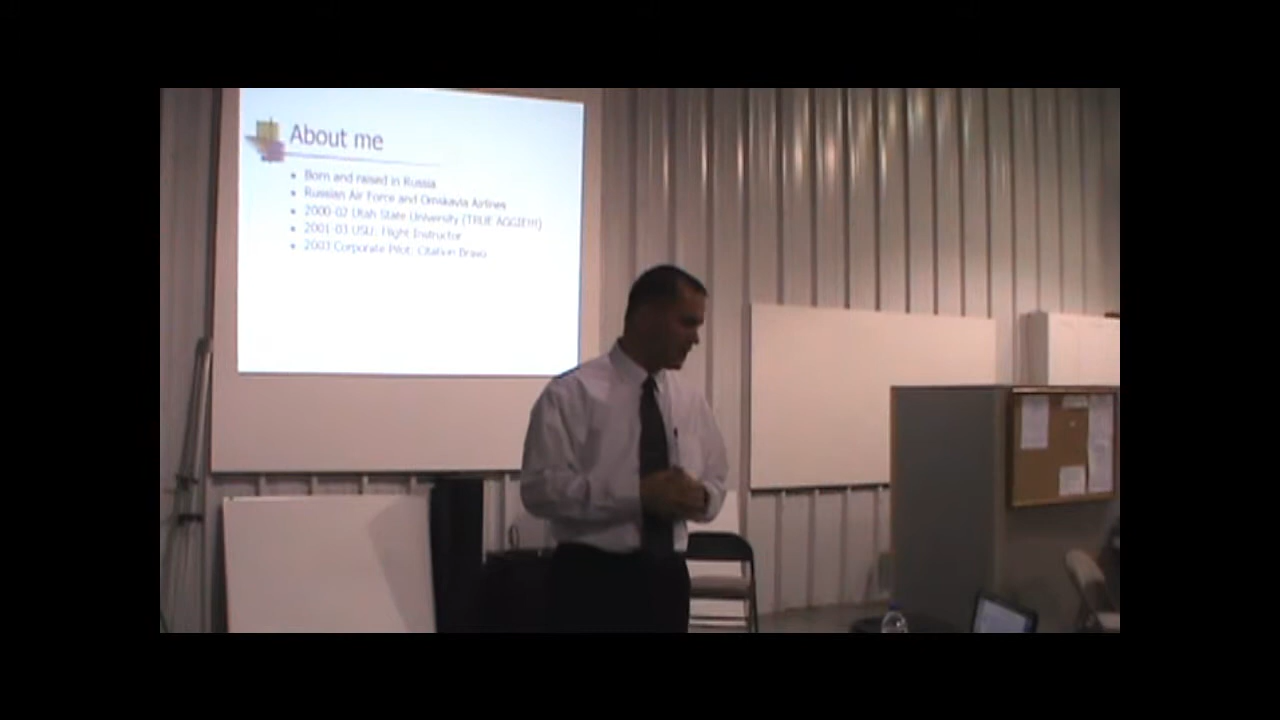 About me
Born and raised in Russia
Russian Air Force and Omskavia Airlines
2000-02 Utah State University (TRUE AGGIE!!!)
2001-03 USU: Flight Instructor
2003 Corporate Pilot: Citation Bravo